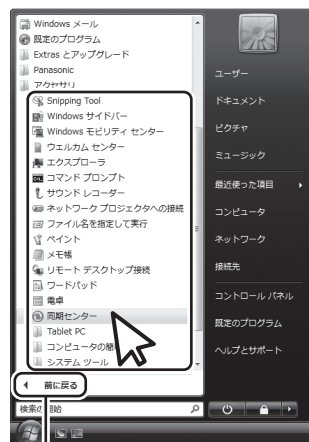 Windows メール
既定のプログラム
Extras とアップグレード
Panasonic
アクセサリ
Snipping Tool
Windows サイドバー
Windows モビリティ センター
ウェルカム センター
エクスプローラ
コマンド プロンプト
サウンド レコーダー
ネットワーク プロジェクタへの接続
ファイル名を指定して実行
ペイント
メモ帳
リモート デスクトップ接続
ワードパッド
電卓
同期センター
Tablet PC
コンピュータの簡
システム ツール
前に戻る
検索の開始
ユーザー
ドキュメント
ピクチャ
ミュージック
最近使った項目
コンピュータ
ネットワーク
接続先
コントロール パネル
既定のプログラム
ヘルプとサポート